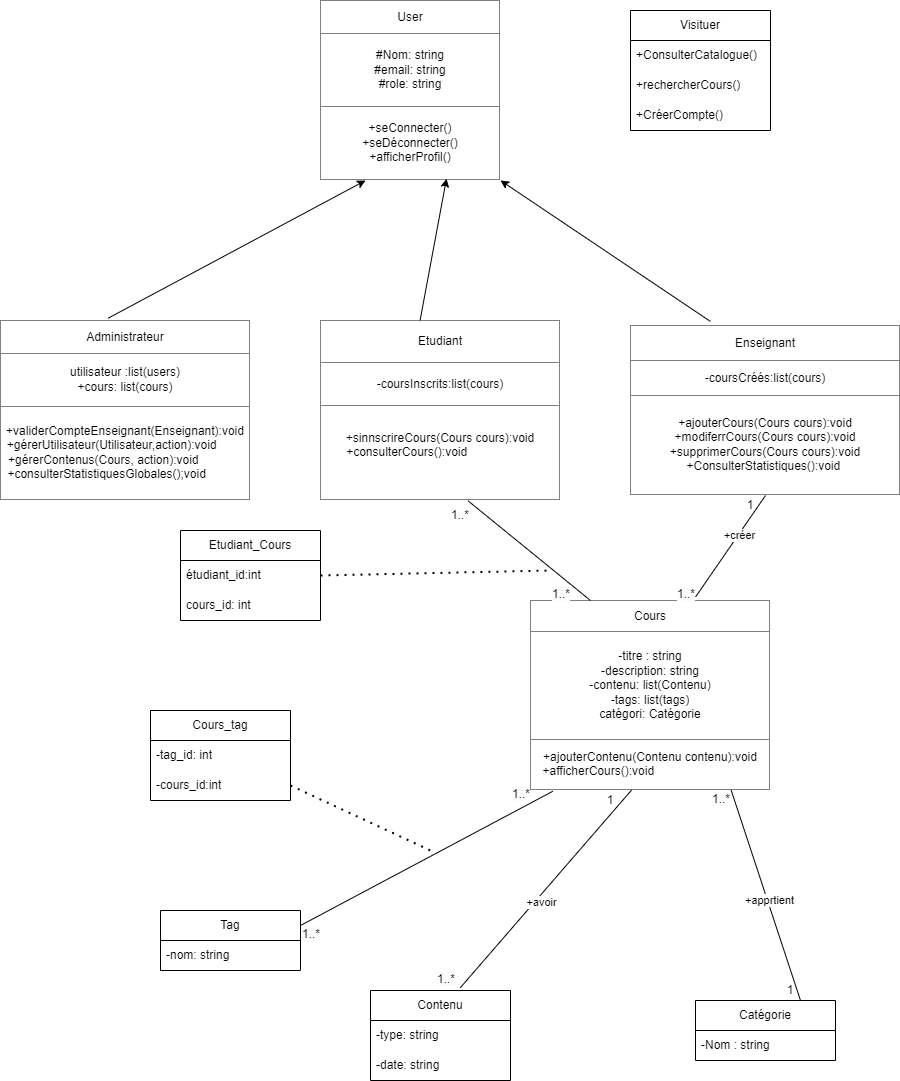 User
#Nom: string
#email: string
#role: string
+seConnecter()
+seDéconnecter()
+afficherProfil()
Visituer
+ConsulterCatalogue()
+rechercherCours()
+CréerCompte()
Administrateur
utilisateur :list(users)
+cours: list(cours)
+validerCompteEnseignant(Enseignant):void
+gérerUtilisateur(Utilisateur,action):void
+gérerContenus(Cours, action):void
+consulterStatistiquesGlobales();void
Etudiant
-coursInscrits:list(cours)
+sinnscrireCours(Cours cours):void
+consulterCours():void
Enseignant
-coursCréés:list(cours)
+ajouterCours(Cours cours):void
+modiferrCours(Cours cours):void
+supprimerCours(Cours cours):void
+ConsulterStatistiques():void
1..*
1
+créer
Etudiant_Cours
étudiant_id:int
cours_id: int
1..*
1..*
Cours
-titre : string
-description: string
-contenu: list(Contenu)
-tags: list(tags)
catégori: Catégorie
+ajouterContenu(Contenu contenu):void
+afficherCours():void
Cours_tag
-tag_id: int
-cours_id:int
1..*
1
1..*
+avoir
+apprtient
Tag
-nom: string
1..*
1..*
1
Contenu
-type: string
-date: string
Catégorie
-Nom : string